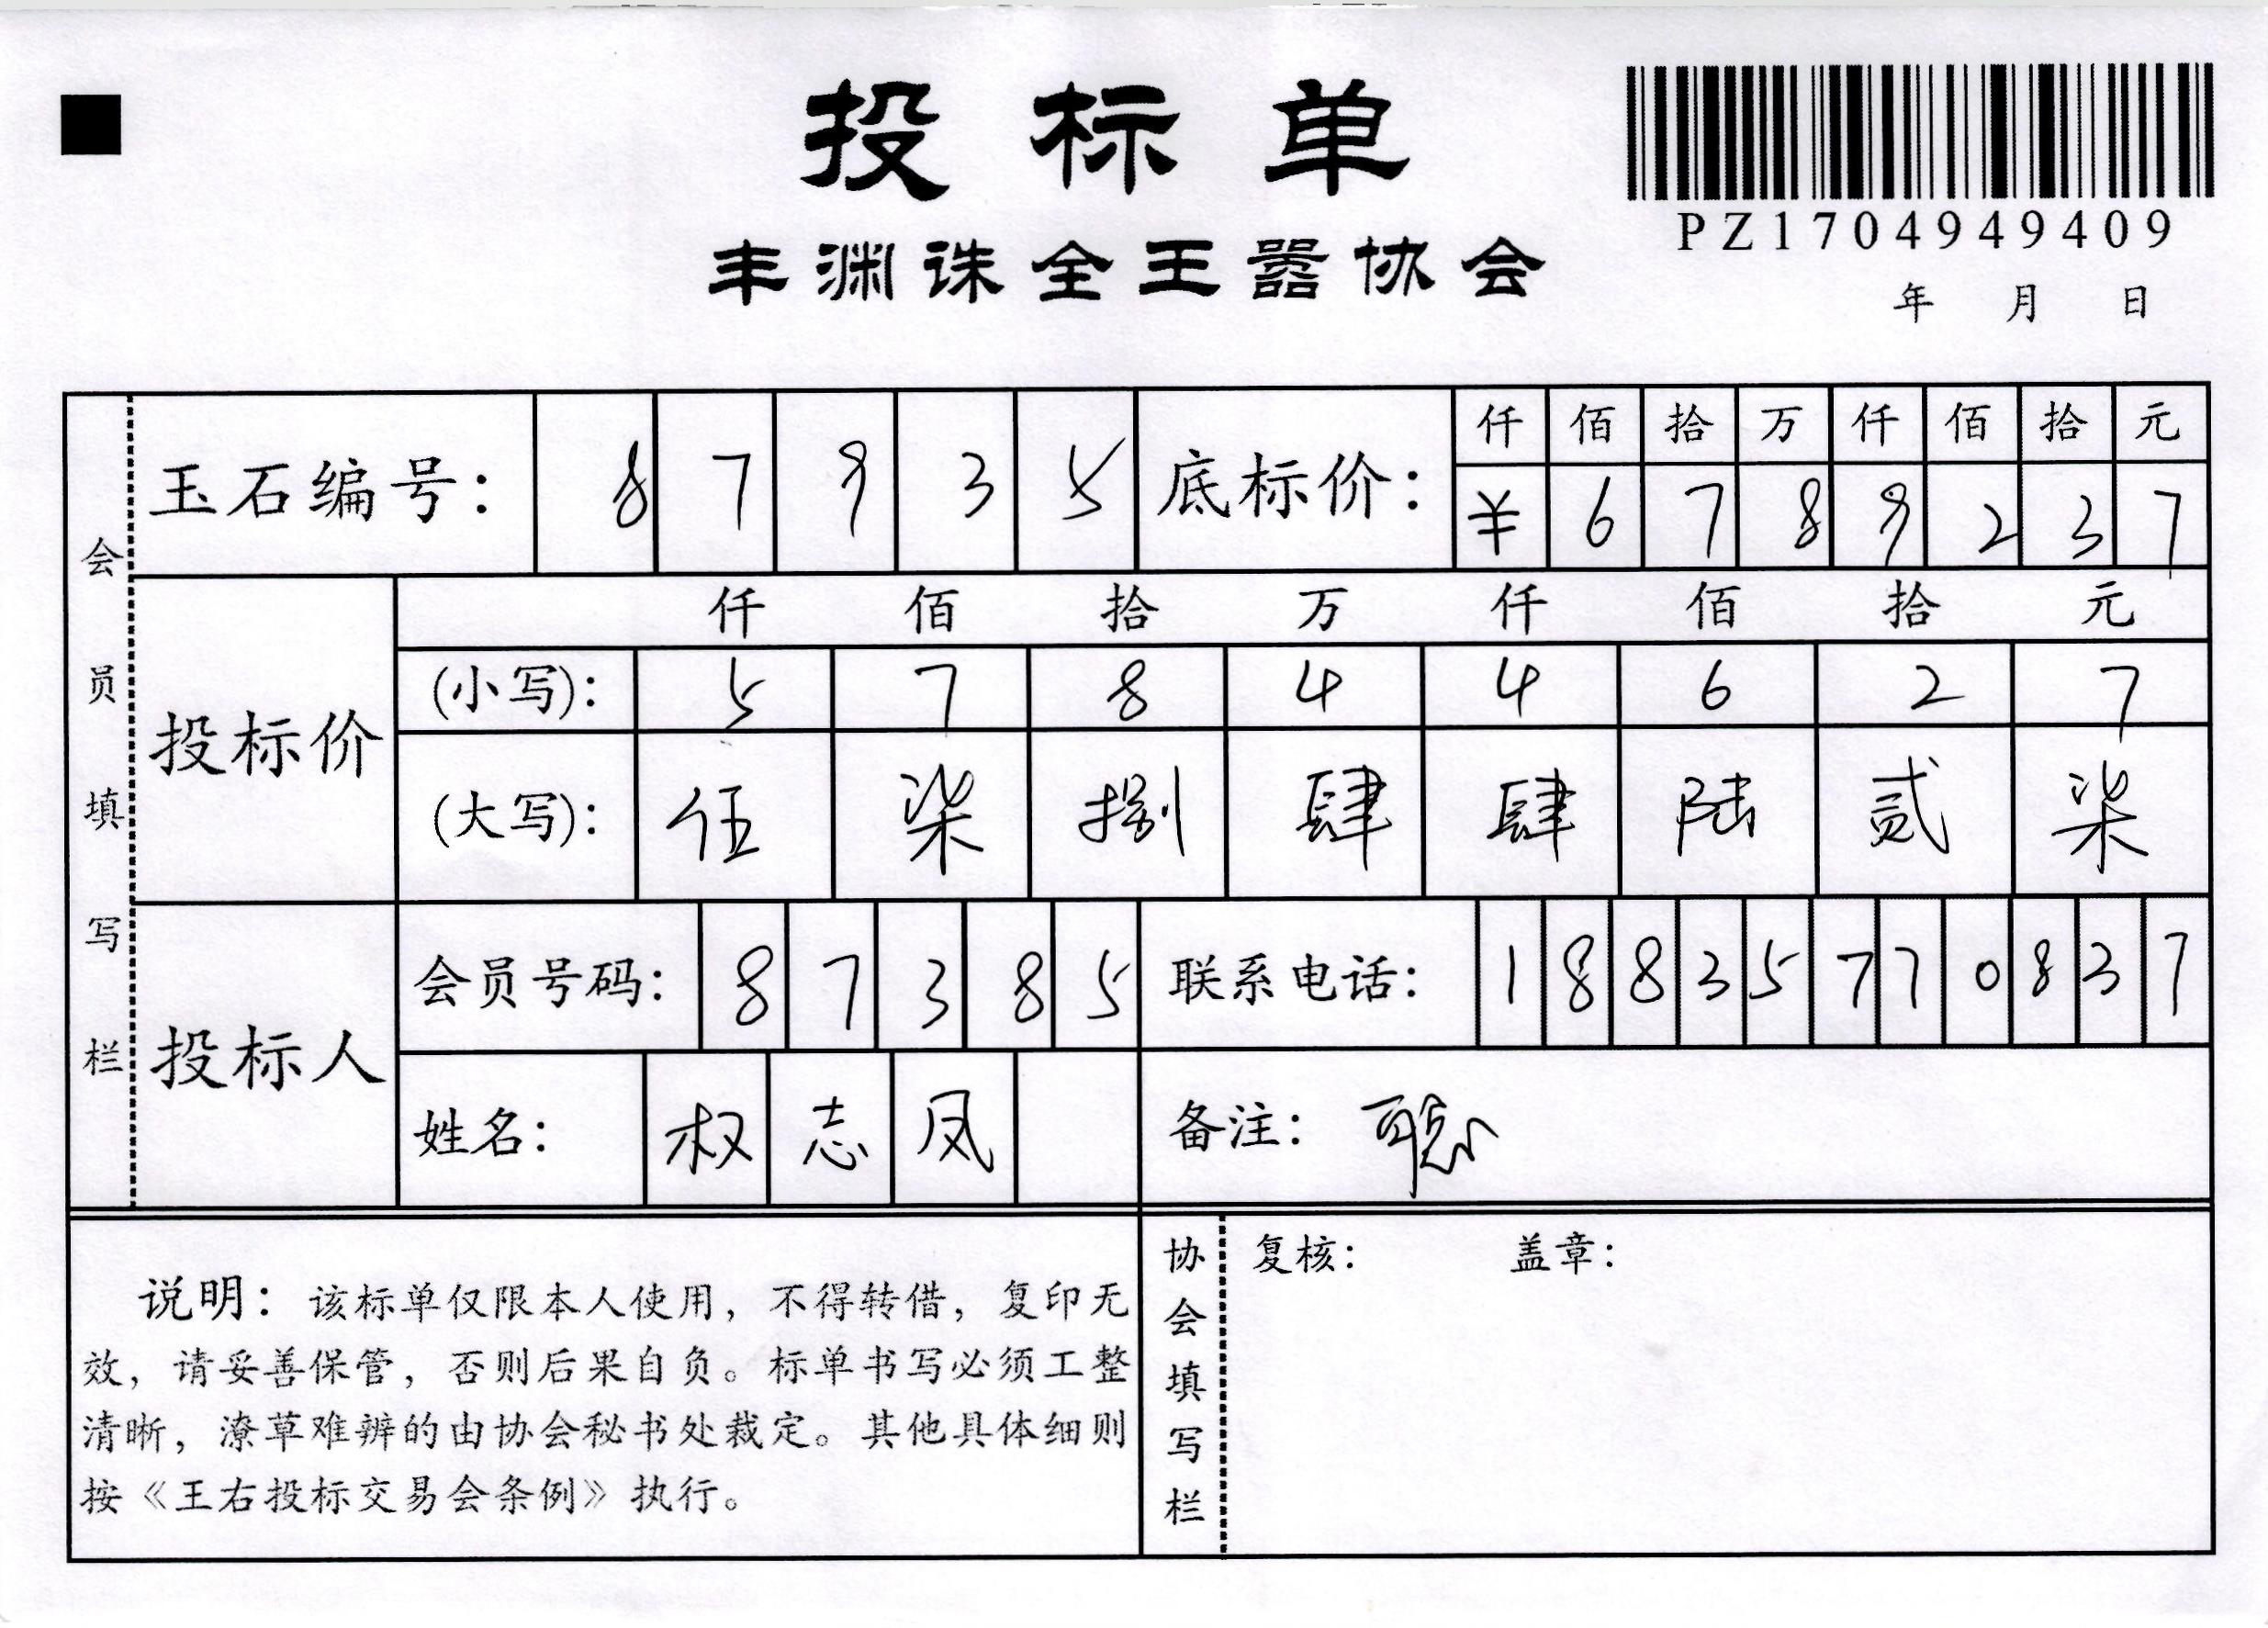 投标单
丰渊诛全王嚣协会
PZ1704949409
年 月 日
会员填写栏
玉石编号： 8 7 9 3 5
底标价： 仟 佰 拾 万 仟 佰 拾 元
¥ 6 7 8 9 2 3 7
投标价
仟 佰 拾 万 仟 佰 拾 元
(小写)： 5 7 8 4 4 6 2 7
(大写)： 伍 柒 捌 肆 肆 陆 贰 柒
投标人
会员号码： 8 7 3 8 5
联系电话： 1 8 8 3 5 7 7 0 8 3 7
姓名： 权 志 凤
备注：
说明：该标单仅限本人使用，不得转借，复印无
效，请妥善保管，否则后果自负。标单书写必须工整
清晰，潦草难辨的由协会秘书处裁定。其他具体细则
按《王右投标交易会条例》执行。
协会填写栏
复核： 盖章：